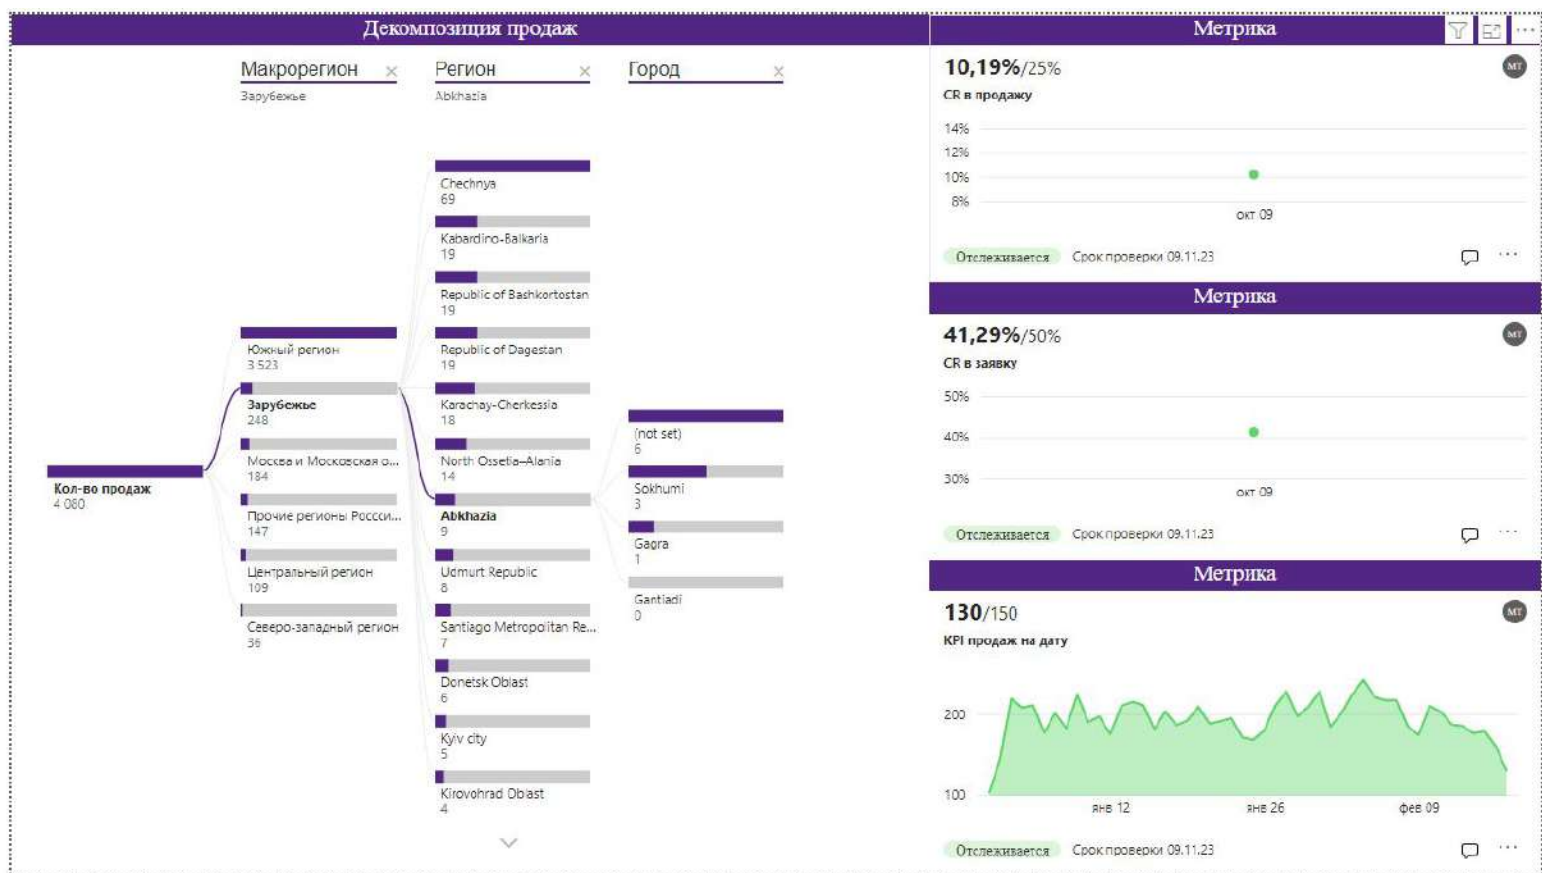 Декомпозиция продаж
Макрорегион
Зарубежье
Регион
Abkhazia
Город
Кол-во продаж
4 080
Южный регион
3 523
Зарубежье
248
Москва и Московская о...
184
Прочие регионы Росcси...
147
Центральный регион
109
Северо-западный регион
36
Chechnya
69
Kabardino-Balkaria
19
Republic of Bashkortostan
19
Republic of Dagestan
19
Karachay-Cherkessia
18
North Ossetia–Alania
14
Abkhazia
9
Udmurt Republic
8
Santiago Metropolitan Re...
7
Donetsk Oblast
6
Kyiv city
5
Kirovohrad Oblast
4
(not set)
6
Sokhumi
3
Gagra
1
Gantiadi
0
Метрика
10,19%/25%
МТ
CR в продажу
14%
12%
10%
8%
окт 09
Отслеживается Срок проверки 09.11.23
Метрика
41,29%/50%
МТ
CR в заявку
50%
40%
30%
окт 09
Отслеживается Срок проверки 09.11.23
Метрика
130/150
МТ
KPI продаж на дату
200
100
янв 12 янв 26 фев 09
Отслеживается Срок проверки 09.11.23